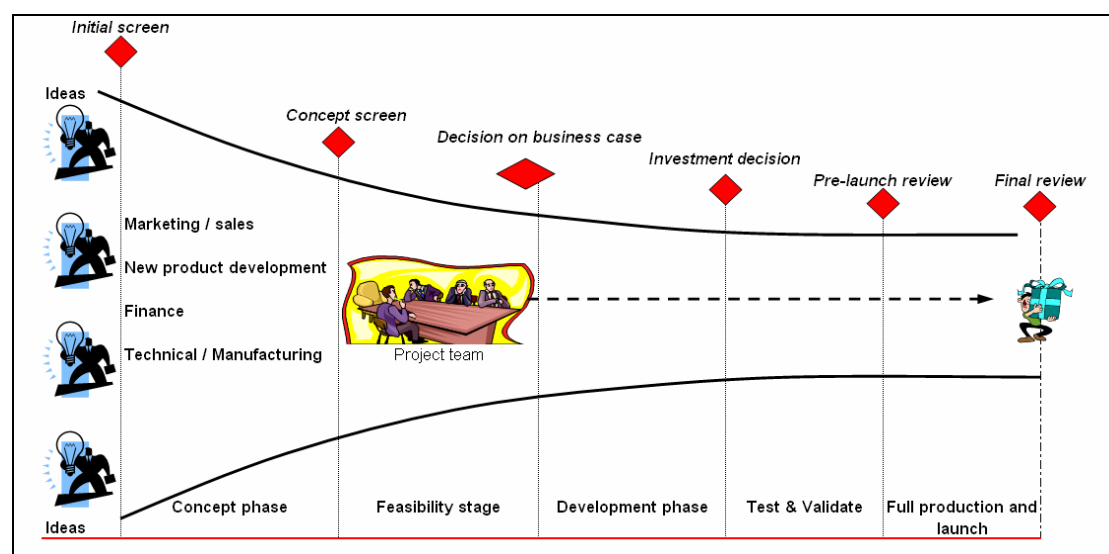 Initial screen
Ideas
Concept screen
Decision on business case
Investment decision
Pre-launch review
Final review
Marketing / sales
New product development
Finance
Technical / Manufacturing
Project team
Concept phase
Feasibility stage
Development phase
Test & Validate
Full production and
launch
Ideas